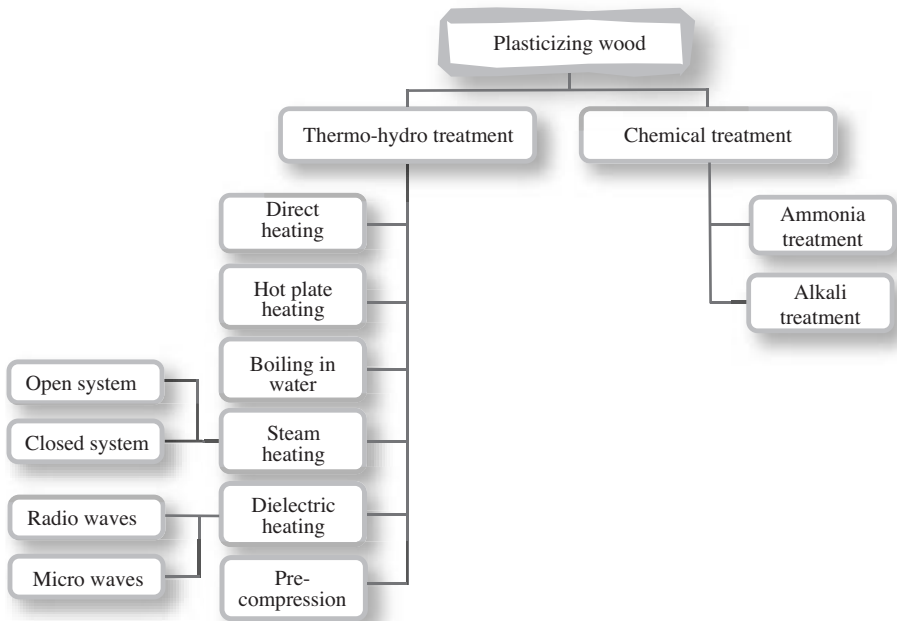 Plasticizing wood
Thermo-hydro treatment
Chemical treatment
Direct
heating
Hot plate
heating
Boiling in
water
Steam
heating
Dielectric
heating
Pre-
compression
Open system
Closed system
Radio waves
Micro waves
Ammonia
treatment
Alkali
treatment